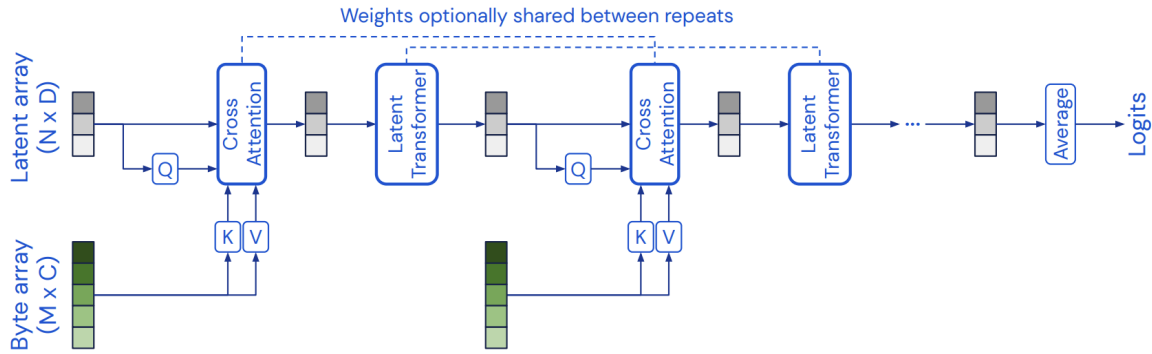 Weights optionally shared between repeats
Latent array
(N x D)
Q
Cross
Attention
Latent
Transformer
Q
Cross
Attention
Latent
Transformer
...
Average
Logits
K
V
K
V
Byte array
(M x C)